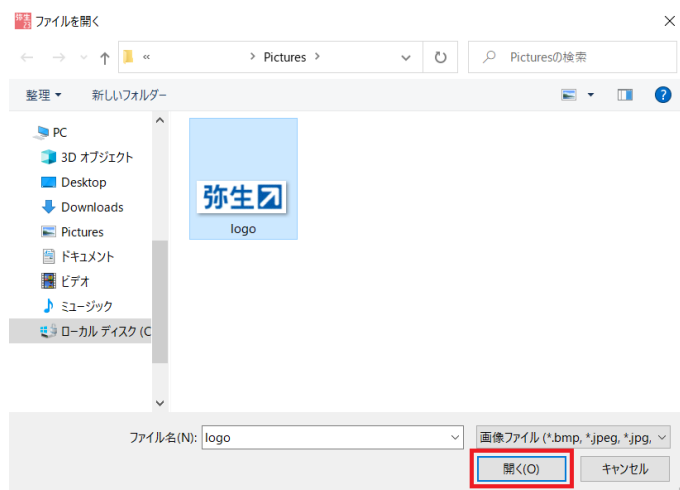 弥生 23 ファイルを開く
« > Pictures >
Picturesの検索
整理 新しいフォルダー
PC
3D オブジェクト
Desktop
Downloads
Pictures
ドキュメント
ビデオ
ミュージック
ローカル ディスク (C
弥生
logo
ファイル名(N): logo
画像ファイル (*.bmp, *.jpeg, *.jpg,
開く(O)
キャンセル